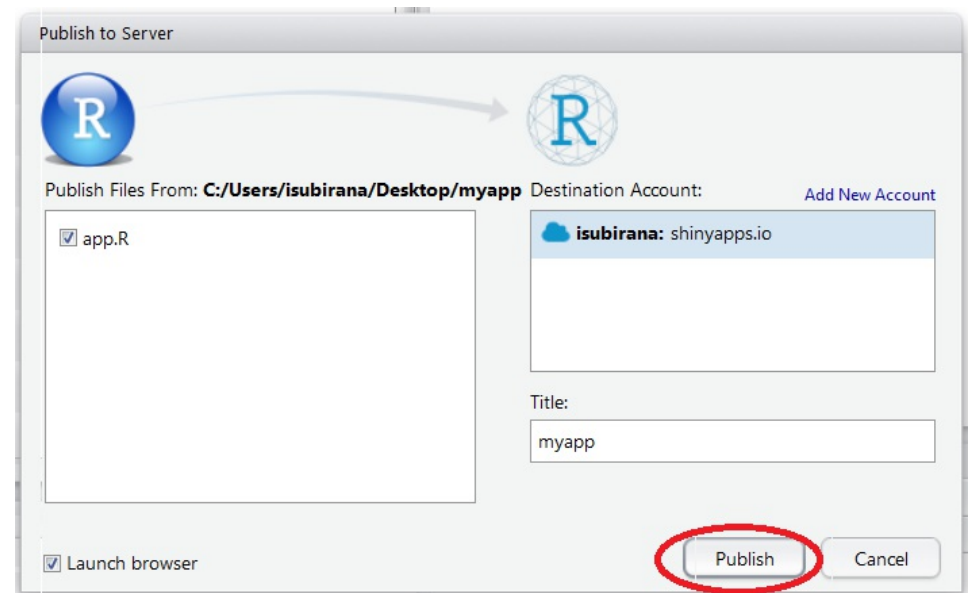 Publish to Server
R
R
Publish Files From: C:/Users/isubirana/Desktop/myapp
Destination Account:
Add New Account
app.R
isubirana: shinyapps.io
Title:
myapp
Launch browser
Publish
Cancel